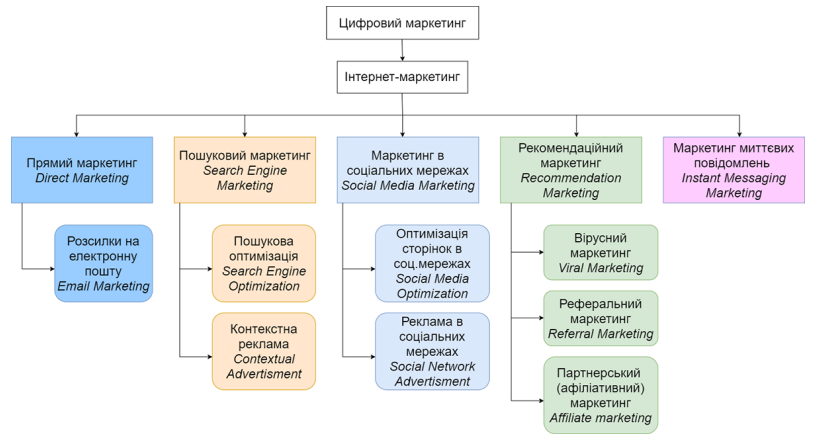 Цифровий маркетинг
Інтернет-маркетинг
Прямий маркетинг
Direct Marketing
Пошуковий маркетинг
Search Engine
Marketing
Маркетинг в
соціальних мережах
Social Media Marketing
Рекомендаційний
маркетинг
Recommendation
Marketing
Маркетинг миттєвих
повідомлень
Instant Messaging
Marketing
Розсилки на
електронну
пошту
Email Marketing
Пошукова
оптимізація
Search Engine
Optimization
Контекстна
реклама
Contextual
Advertisment
Оптимізація
сторінок в
соц.мережах
Social Media
Optimization
Реклама в
соціальних
мережах
Social Network
Advertisment
Вірусний
маркетинг
Viral Marketing
Реферальний
маркетинг
Referral Marketing
Партнерський
(афіліативний)
маркетинг
Affiliate marketing